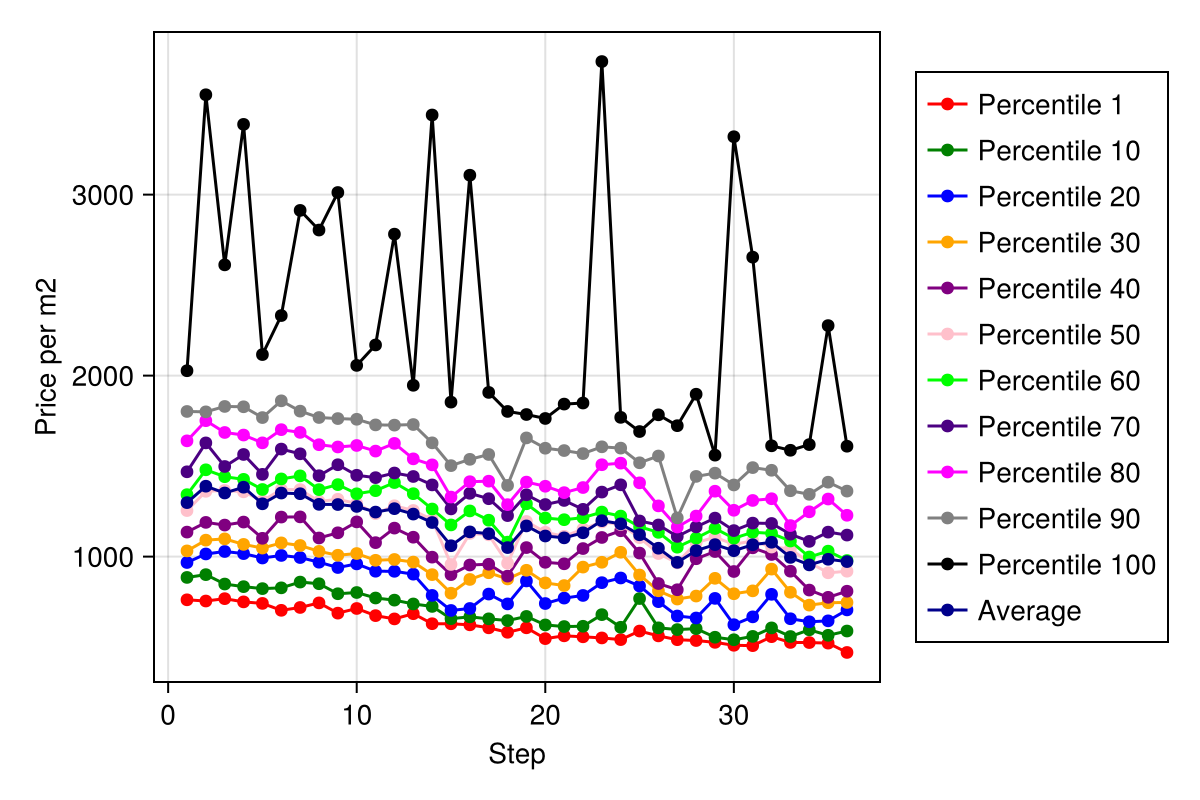 3000
2000
1000
Price per m2
0
10
20
30
Step
Percentile 1
Percentile 10
Percentile 20
Percentile 30
Percentile 40
Percentile 50
Percentile 60
Percentile 70
Percentile 80
Percentile 90
Percentile 100
Average